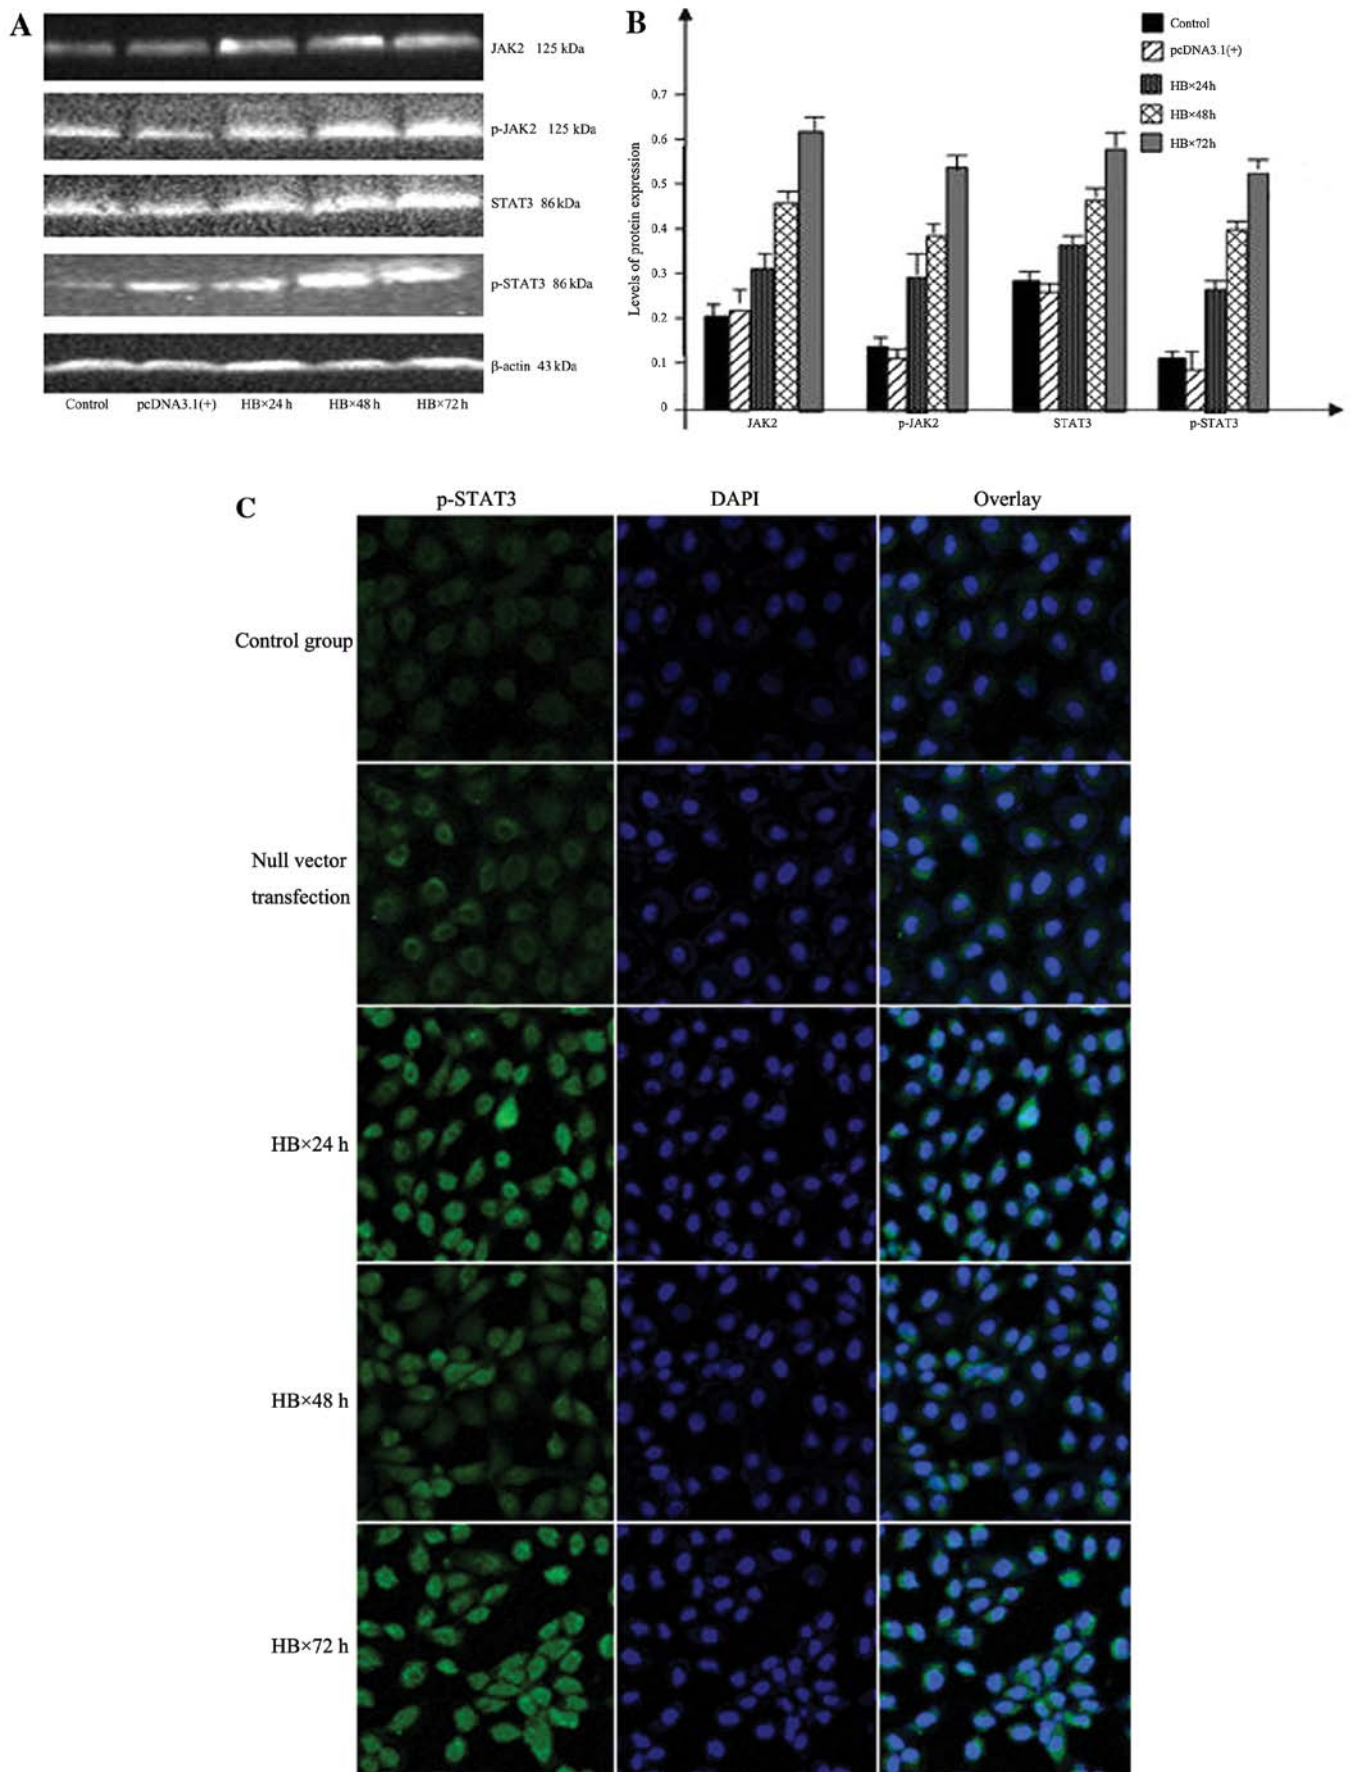 A
JAK2 125 kDa
p-JAK2 125 kDa
STAT3 86 kDa
p-STAT3 86 kDa
β-actin 43 kDa
Control pcDNA3.1(+) HB×24 h HB×48 h HB×72 h
B
Control
pcDNA3.1(+)
HB×24h
HB×48h
HB×72h
Levels of protein expression
0.7
0.6
0.5
0.4
0.3
0.2
0.1
0
JAK2 p-JAK2 STAT3 p-STAT3
C
p-STAT3 DAPI Overlay
Control group
Null vector
transfection
HB×24 h
HB×48 h
HB×72 h